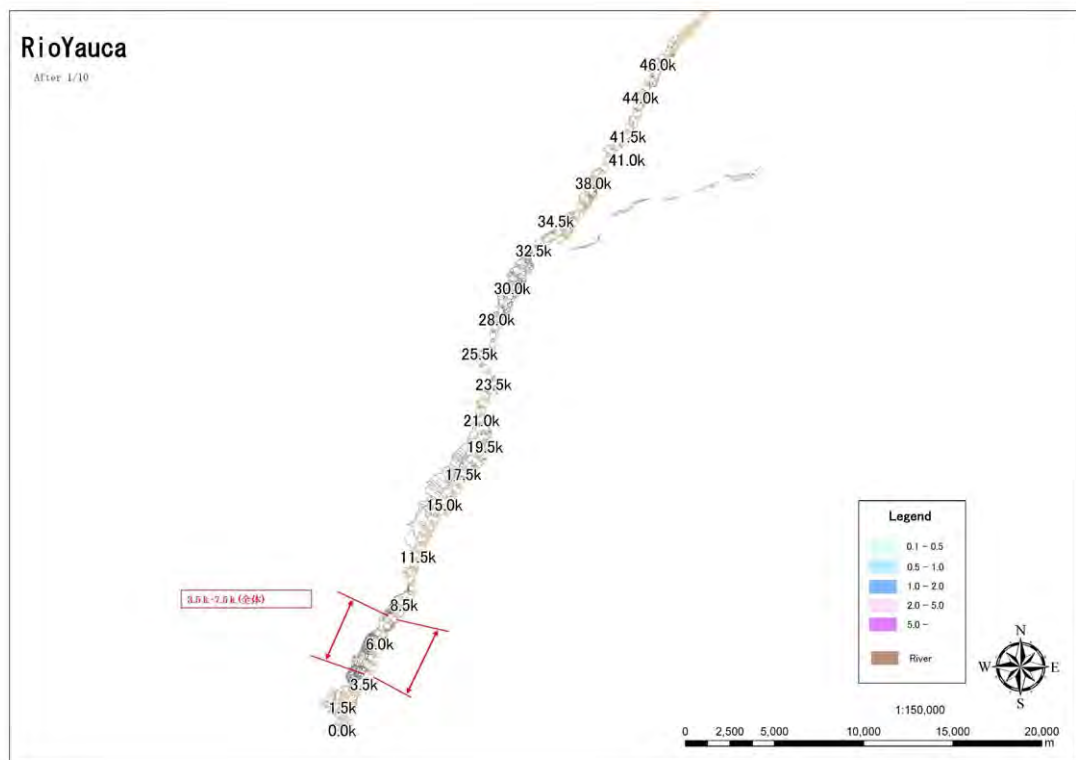 RioYauca
After 1/10
46.0k
44.0k
41.5k
41.0k
38.0k
34.5k
32.5k
30.0k
28.0k
25.5k
23.5k
21.0k
19.5k
17.5k
15.0k
11.5k
3.5k-7.5k(全体)
8.5k
6.0k
3.5k
1.5k
0.0k
Legend
0.1 - 0.5
0.5 - 1.0
1.0 - 2.0
2.0 - 5.0
5.0 -
River
N
W E
S
1:150,000
0 2,500 5,000 10,000 15,000 20,000
m